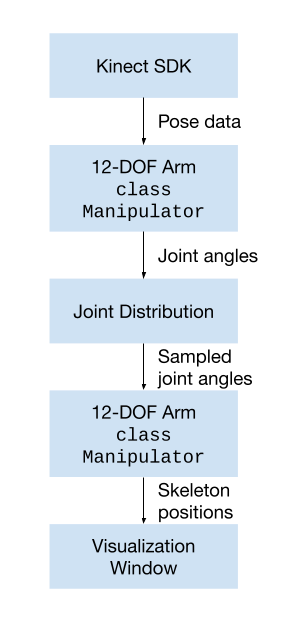 Kinect SDK
Pose data
12-DOF Arm
class
Manipulator
Joint angles
Joint Distribution
Sampled
joint angles
12-DOF Arm
class
Manipulator
Skeleton
positions
Visualization
Window